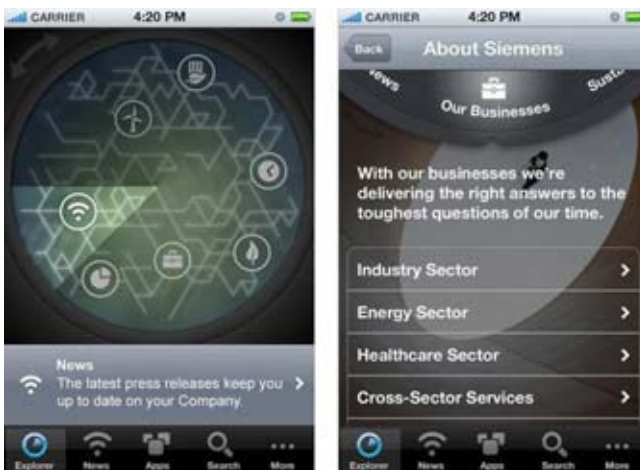 CARRIER 4:20 PM
News
The latest press releases keep you
up to date on your Company.
Explorer News Apps Search More
CARRIER 4:20 PM
Back About Siemens
News Our Businesses
With our businesses we're
delivering the right answers to the
toughest questions of our time.
Industry Sector
Energy Sector
Healthcare Sector
Cross-Sector Services
Explorer News Apps Search More